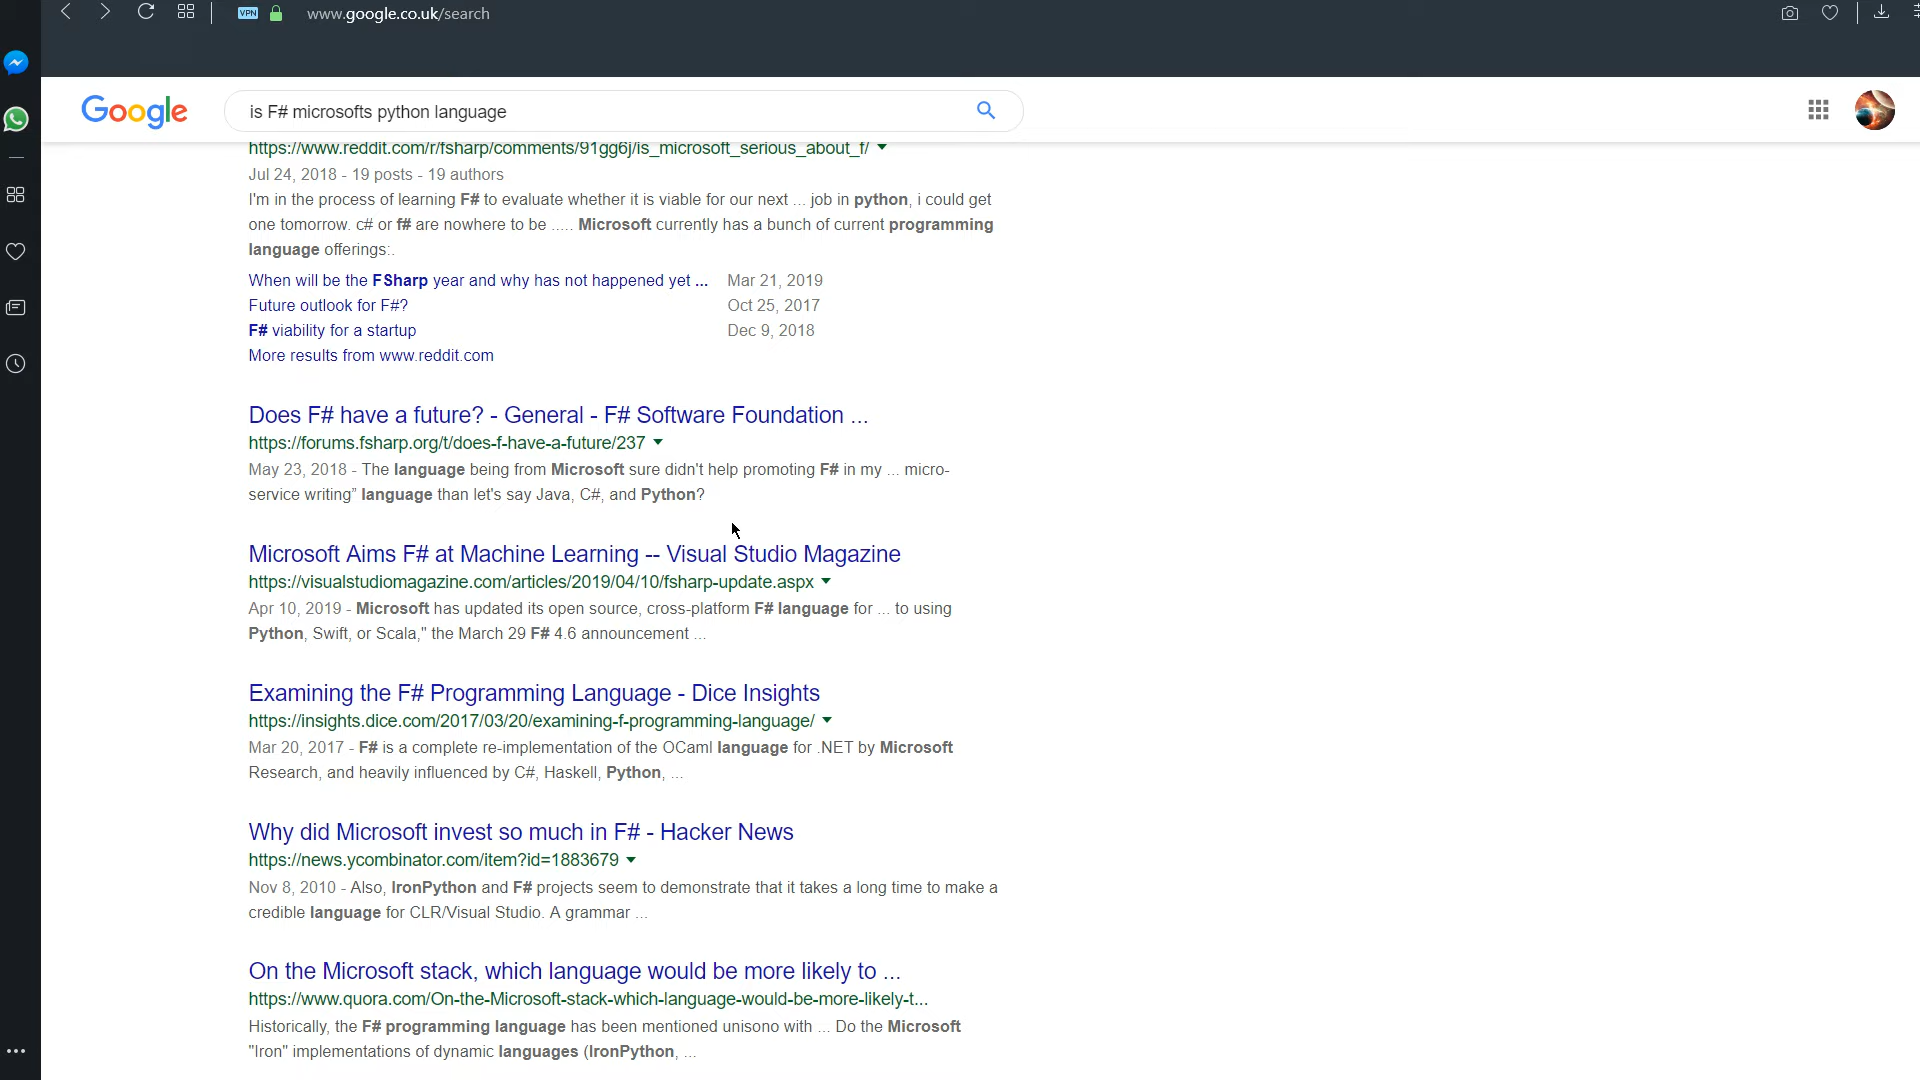 VPN
www.google.co.uk/search
Google
is F# microsofts python language
https://www.reddit.com/r/fsharp/comments/91gg6j/is_microsoft_serious_about_f/
Jul 24, 2018 - 19 posts - 19 authors
I'm in the process of learning F# to evaluate whether it is viable for our next ... job in python, i could get
one tomorrow. c# or f# are nowhere to be ..... Microsoft currently has a bunch of current programming
language offerings:.
When will be the FSharp year and why has not happened yet ... Mar 21, 2019
Future outlook for F#? Oct 25, 2017
F# viability for a startup Dec 9, 2018
More results from www.reddit.com
Does F# have a future? - General - F# Software Foundation ...
https://forums.fsharp.org/t/does-f-have-a-future/237
May 23, 2018 - The language being from Microsoft sure didn't help promoting F# in my ... micro-
service writing” language than let's say Java, C#, and Python?
Microsoft Aims F# at Machine Learning -- Visual Studio Magazine
https://visualstudiomagazine.com/articles/2019/04/10/fsharp-update.aspx
Apr 10, 2019 - Microsoft has updated its open source, cross-platform F# language for ... to using
Python, Swift, or Scala," the March 29 F# 4.6 announcement ...
Examining the F# Programming Language - Dice Insights
https://insights.dice.com/2017/03/20/examining-f-programming-language/
Mar 20, 2017 - F# is a complete re-implementation of the OCaml language for .NET by Microsoft
Research, and heavily influenced by C#, Haskell, Python, ...
Why did Microsoft invest so much in F# - Hacker News
https://news.ycombinator.com/item?id=1883679
Nov 8, 2010 - Also, IronPython and F# projects seem to demonstrate that it takes a long time to make a
credible language for CLR/Visual Studio. A grammar ...
On the Microsoft stack, which language would be more likely to ...
https://www.quora.com/On-the-Microsoft-stack-which-language-would-be-more-likely-t...
Historically, the F# programming language has been mentioned unisono with ... Do the Microsoft
"Iron" implementations of dynamic languages (IronPython, ...